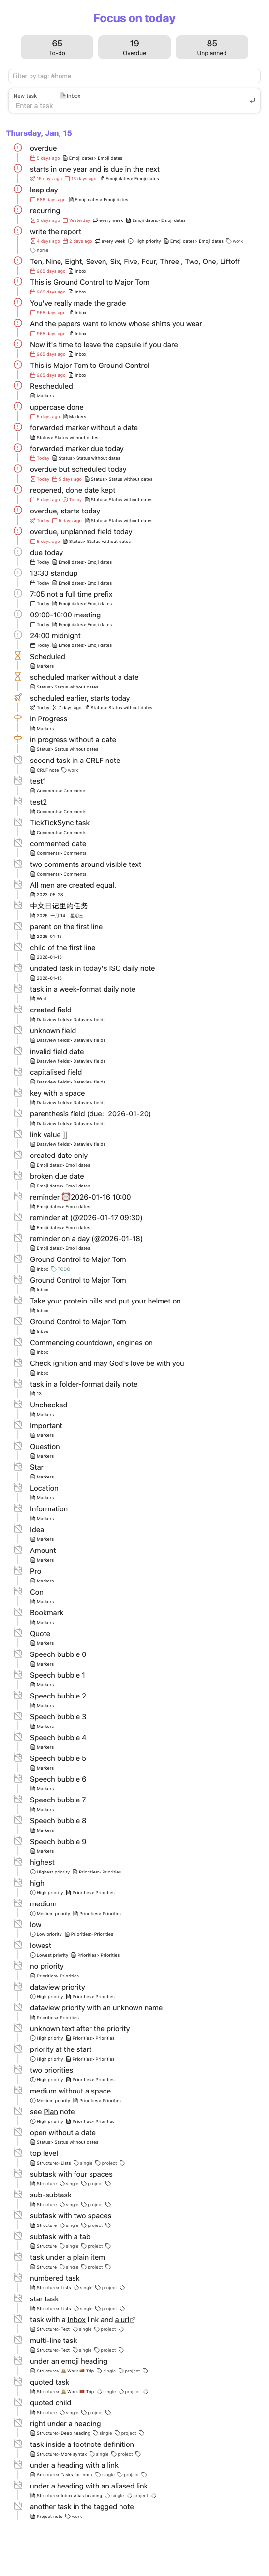 Focus on today
65
To-do
19
Overdue
85
Unplanned
Filter by tag: #home
New task
Inbox
Enter a task
Thursday, Jan, 15
overdue
5 days ago Emoji dates> Emoji dates
starts in one year and is due in the next
15 days ago 13 days ago Emoji dates> Emoji dates
leap day
686 days ago Emoji dates> Emoji dates
recurring
3 days ago Yesterday every week Emoji dates> Emoji dates
write the report
4 days ago 2 days ago every week High priority Emoji dates> Emoji dates work
home
Ten, Nine, Eight, Seven, Six, Five, Four, Three , Two, One, Liftoff
965 days ago Inbox
This is Ground Control to Major Tom
965 days ago Inbox
You've really made the grade
965 days ago Inbox
And the papers want to know whose shirts you wear
960 days ago Inbox
Now it's time to leave the capsule if you dare
960 days ago Inbox
This is Major Tom to Ground Control
960 days ago Inbox
Rescheduled
Markers
uppercase done
5 days ago Markers
forwarded marker without a date
Status> Status without dates
forwarded marker due today
Today Status> Status without dates
overdue but scheduled today
Today 5 days ago Status> Status without dates
reopened, done date kept
5 days ago Today Status> Status without dates
overdue, starts today
Today 5 days ago Status> Status without dates
overdue, unplanned field today
5 days ago Status> Status without dates
due today
Today Emoji dates> Emoji dates
13:30 standup
Today Emoji dates> Emoji dates
7:05 not a full time prefix
Today Emoji dates> Emoji dates
09:00-10:00 meeting
Today Emoji dates> Emoji dates
24:00 midnight
Today Emoji dates> Emoji dates
Scheduled
Markers
scheduled marker without a date
Status> Status without dates
scheduled earlier, starts today
Today 7 days ago Status> Status without dates
In Progress
Markers
in progress without a date
Status> Status without dates
second task in a CRLF note
CRLF note work
test1
Comments> Comments
test2
Comments> Comments
TickTickSync task
Comments> Comments
commented date
Comments> Comments
two comments around visible text
Comments> Comments
All men are created equal.
2023-05-28
中文日记里的任务
2026, 一月 14 - 星期三
parent on the first line
2026-01-15
child of the first line
2026-01-15
undated task in today's ISO daily note
2026-01-15
task in a week-format daily note
Wed
created field
Dataview fields> Dataview fields
unknown field
Dataview fields> Dataview fields
invalid field date
Dataview fields> Dataview fields
capitalised field
Dataview fields> Dataview fields
key with a space
Dataview fields> Dataview fields
parenthesis field (due:: 2026-01-20)
Dataview fields> Dataview fields
link value ]]
Dataview fields> Dataview fields
created date only
Emoji dates> Emoji dates
broken due date
Emoji dates> Emoji dates
reminder ⏰2026-01-16 10:00
Emoji dates> Emoji dates
reminder at (@2026-01-17 09:30)
Emoji dates> Emoji dates
reminder on a day (@2026-01-18)
Emoji dates> Emoji dates
Ground Control to Major Tom
Inbox TODO
Ground Control to Major Tom
Inbox
Take your protein pills and put your helmet on
Inbox
Ground Control to Major Tom
Inbox
Commencing countdown, engines on
Inbox
Check ignition and may God's love be with you
Inbox
task in a folder-format daily note
13
Unchecked
Markers
Important
Markers
Question
Markers
Star
Markers
Location
Markers
Information
Markers
Idea
Markers
Amount
Markers
Pro
Markers
Con
Markers
Bookmark
Markers
Quote
Markers
Speech bubble 0
Markers
Speech bubble 1
Markers
Speech bubble 2
Markers
Speech bubble 3
Markers
Speech bubble 4
Markers
Speech bubble 5
Markers
Speech bubble 6
Markers
Speech bubble 7
Markers
Speech bubble 8
Markers
Speech bubble 9
Markers
highest
Highest priority Priorities> Priorities
high
High priority Priorities> Priorities
medium
Medium priority Priorities> Priorities
low
Low priority Priorities> Priorities
lowest
Lowest priority Priorities> Priorities
no priority
Priorities> Priorities
dataview priority
High priority Priorities> Priorities
dataview priority with an unknown name
Priorities> Priorities
unknown text after the priority
High priority Priorities> Priorities
priority at the start
High priority Priorities> Priorities
two priorities
High priority Priorities> Priorities
medium without a space
Medium priority Priorities> Priorities
see Plan note
High priority Priorities> Priorities
open without a date
Status> Status without dates
top level
Structure> Lists single project
subtask with four spaces
Structure single project
sub-subtask
Structure single project
subtask with two spaces
Structure single project
subtask with a tab
Structure single project
task under a plain item
Structure single project
numbered task
Structure> Lists single project
star task
Structure> Lists single project
task with a Inbox link and a url
Structure> Text single project
multi-line task
Structure> Text single project
under an emoji heading
Structure> Work Trip single project
quoted task
Structure> Work Trip single project
quoted child
Structure single project
right under a heading
Structure> Deep heading single project
task inside a footnote definition
Structure> More syntax single project
under a heading with a link
Structure> Tasks for Inbox single project
under a heading with an aliased link
Structure> Inbox Alias heading single project
another task in the tagged note
Project note work